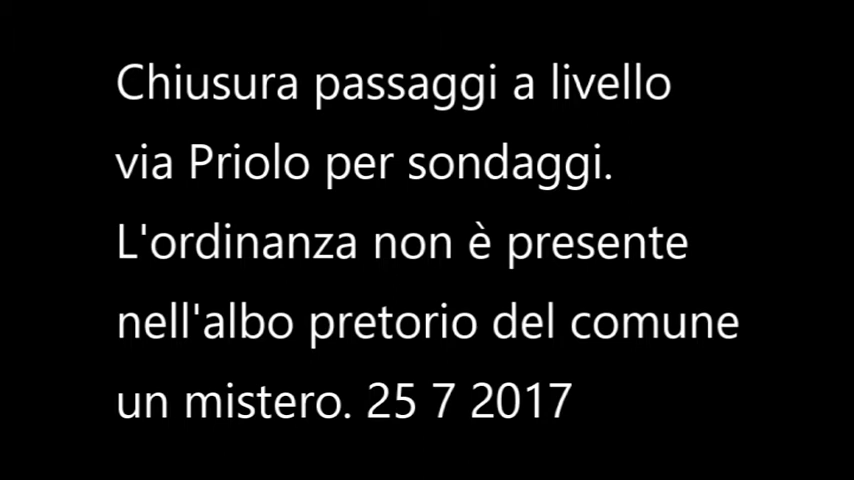 Chiusura passaggi a livello
via Priolo per sondaggi.
L'ordinanza non è presente
nell'albo pretorio del comune
un mistero. 25 7 2017